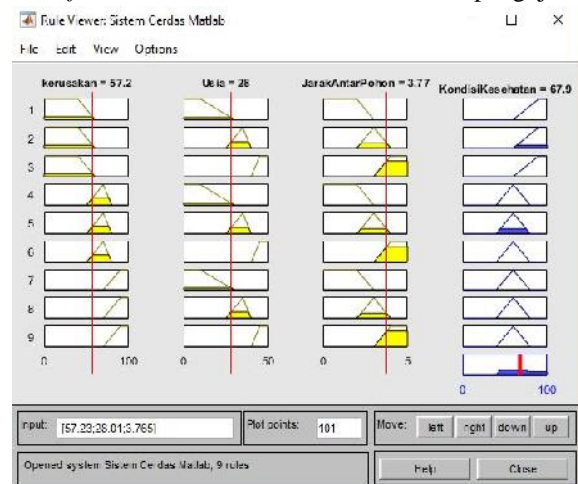 Rule Viewer: Sistem Cerdas Matlab
File Edit View Options
kerusakan = 57.2 Usia = 28 JarakAntarPohon = 3.77 KondisiKesehatan = 67.9
1
2
3
4
5
6
7
8
9
0 100 0 50 0 5
0 100
Input: [57.23;28.01;3.765] Plot points: 101 Move: left right down up
Opened system Sistem Cerdas Matlab, 9 rules Help Close